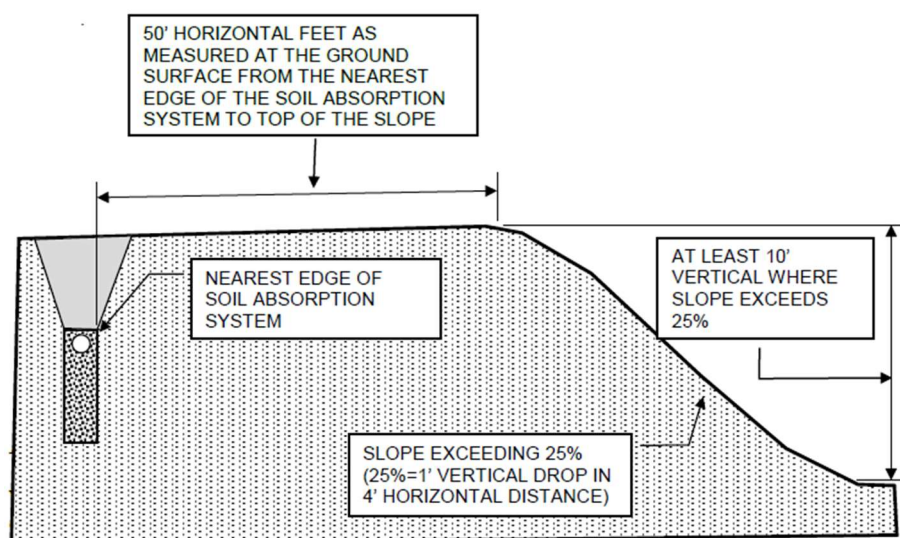 50' HORIZONTAL FEET AS
MEASURED AT THE GROUND
SURFACE FROM THE NEAREST
EDGE OF THE SOIL ABSORPTION
SYSTEM TO TOP OF THE SLOPE
NEAREST EDGE OF
SOIL ABSORPTION
SYSTEM
AT LEAST 10'
VERTICAL WHERE
SLOPE EXCEEDS
25%
SLOPE EXCEEDING 25%
(25%=1' VERTICAL DROP IN
4' HORIZONTAL DISTANCE)